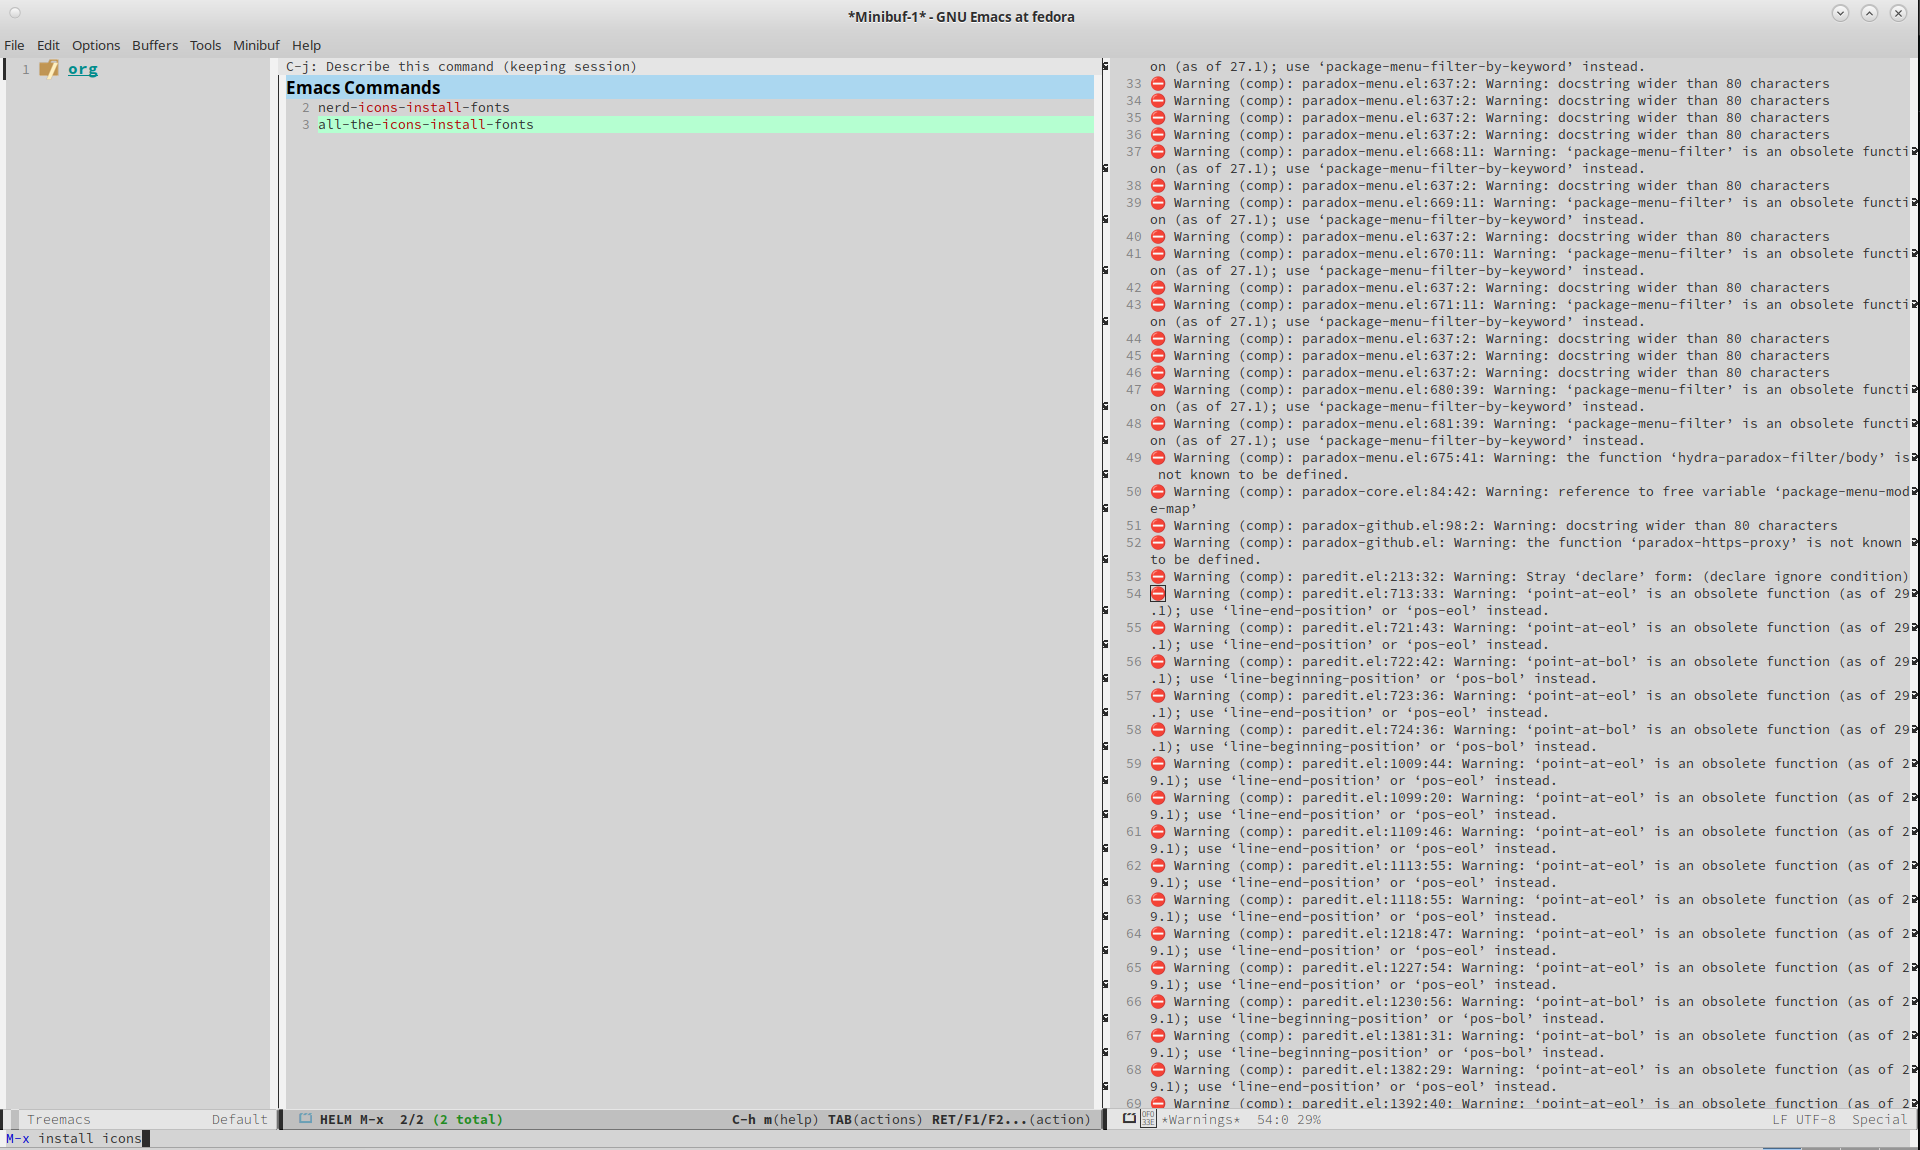 *Minibuf-1* - GNU Emacs at fedora
File Edit Options Buffers Tools Minibuf Help
1 org
C-j: Describe this command (keeping session)
Emacs Commands
2 nerd-icons-install-fonts
3 all-the-icons-install-fonts
on (as of 27.1); use ‘package-menu-filter-by-keyword’ instead.
33 Warning (comp): paradox-menu.el:637:2: Warning: docstring wider than 80 characters
34 Warning (comp): paradox-menu.el:637:2: Warning: docstring wider than 80 characters
35 Warning (comp): paradox-menu.el:637:2: Warning: docstring wider than 80 characters
36 Warning (comp): paradox-menu.el:637:2: Warning: docstring wider than 80 characters
37 Warning (comp): paradox-menu.el:668:11: Warning: ‘package-menu-filter’ is an obsolete functi
on (as of 27.1); use ‘package-menu-filter-by-keyword’ instead.
38 Warning (comp): paradox-menu.el:637:2: Warning: docstring wider than 80 characters
39 Warning (comp): paradox-menu.el:669:11: Warning: ‘package-menu-filter’ is an obsolete functi
on (as of 27.1); use ‘package-menu-filter-by-keyword’ instead.
40 Warning (comp): paradox-menu.el:637:2: Warning: docstring wider than 80 characters
41 Warning (comp): paradox-menu.el:670:11: Warning: ‘package-menu-filter’ is an obsolete functi
on (as of 27.1); use ‘package-menu-filter-by-keyword’ instead.
42 Warning (comp): paradox-menu.el:637:2: Warning: docstring wider than 80 characters
43 Warning (comp): paradox-menu.el:671:11: Warning: ‘package-menu-filter’ is an obsolete functi
on (as of 27.1); use ‘package-menu-filter-by-keyword’ instead.
44 Warning (comp): paradox-menu.el:637:2: Warning: docstring wider than 80 characters
45 Warning (comp): paradox-menu.el:637:2: Warning: docstring wider than 80 characters
46 Warning (comp): paradox-menu.el:637:2: Warning: docstring wider than 80 characters
47 Warning (comp): paradox-menu.el:680:39: Warning: ‘package-menu-filter’ is an obsolete functi
on (as of 27.1); use ‘package-menu-filter-by-keyword’ instead.
48 Warning (comp): paradox-menu.el:681:39: Warning: ‘package-menu-filter’ is an obsolete functi
on (as of 27.1); use ‘package-menu-filter-by-keyword’ instead.
49 Warning (comp): paradox-menu.el:675:41: Warning: the function ‘hydra-paradox-filter/body’ is
not known to be defined.
50 Warning (comp): paradox-core.el:84:42: Warning: reference to free variable ‘package-menu-mod
e-map’
51 Warning (comp): paradox-github.el:98:2: Warning: docstring wider than 80 characters
52 Warning (comp): paradox-github.el: Warning: the function ‘paradox-https-proxy’ is not known
to be defined.
53 Warning (comp): paredit.el:213:32: Warning: Stray ‘declare’ form: (declare ignore condition)
54 Warning (comp): paredit.el:713:33: Warning: ‘point-at-eol’ is an obsolete function (as of 29
.1); use ‘line-end-position’ or ‘pos-eol’ instead.
55 Warning (comp): paredit.el:721:43: Warning: ‘point-at-eol’ is an obsolete function (as of 29
.1); use ‘line-end-position’ or ‘pos-eol’ instead.
56 Warning (comp): paredit.el:722:42: Warning: ‘point-at-bol’ is an obsolete function (as of 29
.1); use ‘line-beginning-position’ or ‘pos-bol’ instead.
57 Warning (comp): paredit.el:723:36: Warning: ‘point-at-eol’ is an obsolete function (as of 29
.1); use ‘line-end-position’ or ‘pos-eol’ instead.
58 Warning (comp): paredit.el:724:36: Warning: ‘point-at-bol’ is an obsolete function (as of 29
.1); use ‘line-beginning-position’ or ‘pos-bol’ instead.
59 Warning (comp): paredit.el:1009:44: Warning: ‘point-at-eol’ is an obsolete function (as of 2
9.1); use ‘line-end-position’ or ‘pos-eol’ instead.
60 Warning (comp): paredit.el:1099:20: Warning: ‘point-at-eol’ is an obsolete function (as of 2
9.1); use ‘line-end-position’ or ‘pos-eol’ instead.
61 Warning (comp): paredit.el:1109:46: Warning: ‘point-at-eol’ is an obsolete function (as of 2
9.1); use ‘line-end-position’ or ‘pos-eol’ instead.
62 Warning (comp): paredit.el:1113:55: Warning: ‘point-at-eol’ is an obsolete function (as of 2
9.1); use ‘line-end-position’ or ‘pos-eol’ instead.
63 Warning (comp): paredit.el:1118:55: Warning: ‘point-at-eol’ is an obsolete function (as of 2
9.1); use ‘line-end-position’ or ‘pos-eol’ instead.
64 Warning (comp): paredit.el:1218:47: Warning: ‘point-at-eol’ is an obsolete function (as of 2
9.1); use ‘line-end-position’ or ‘pos-eol’ instead.
65 Warning (comp): paredit.el:1227:54: Warning: ‘point-at-eol’ is an obsolete function (as of 2
9.1); use ‘line-end-position’ or ‘pos-eol’ instead.
66 Warning (comp): paredit.el:1230:56: Warning: ‘point-at-bol’ is an obsolete function (as of 2
9.1); use ‘line-beginning-position’ or ‘pos-bol’ instead.
67 Warning (comp): paredit.el:1381:31: Warning: ‘point-at-bol’ is an obsolete function (as of 2
9.1); use ‘line-beginning-position’ or ‘pos-bol’ instead.
68 Warning (comp): paredit.el:1382:29: Warning: ‘point-at-eol’ is an obsolete function (as of 2
9.1); use ‘line-end-position’ or ‘pos-eol’ instead.
69 Warning (comp): paredit.el:1392:40: Warning: ‘point-at-eol’ is an obsolete function (as of 2
Treemacs Default
HELM M-x 2/2 (2 total) C-h m(help) TAB(actions) RET/F1/F2...(action)
*Warnings* 54:0 29% LF UTF-8 Special
M-x install icons